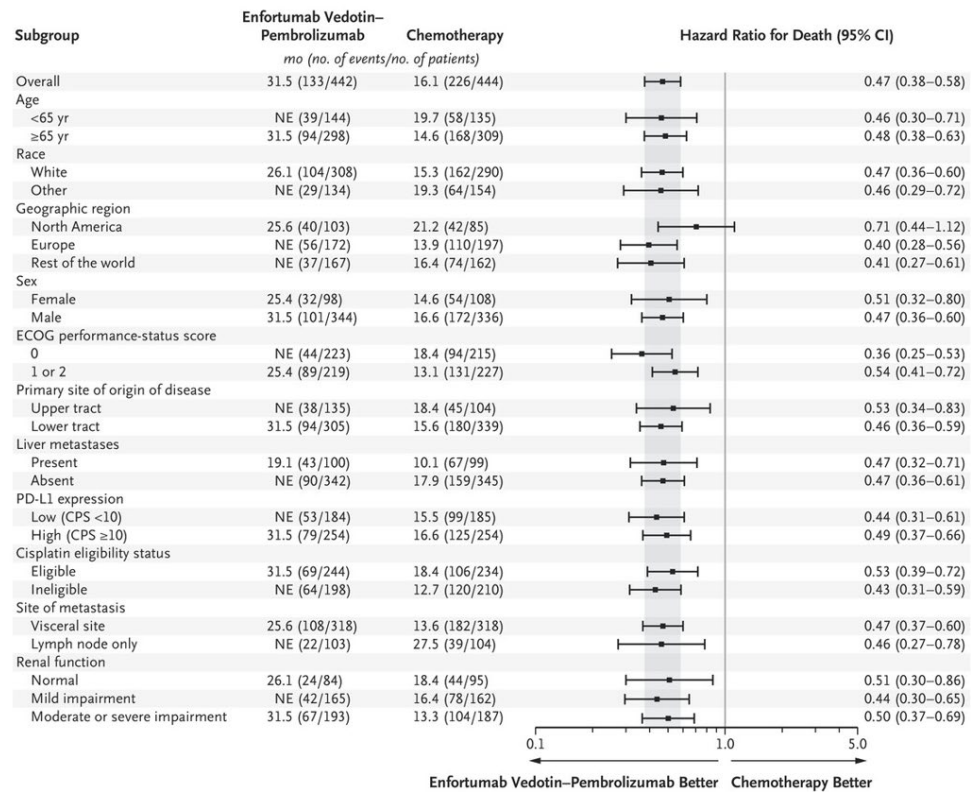 Subgroup Enfortumab Vedotin–Pembrolizumab Chemotherapy Hazard Ratio for Death (95% CI)
mo (no. of events/no. of patients)
Overall 31.5 (133/442) 16.1 (226/444) 0.47 (0.38–0.58)
Age
<65 yr NE (39/144) 19.7 (58/135) 0.46 (0.30–0.71)
≥65 yr 31.5 (94/298) 14.6 (168/309) 0.48 (0.38–0.63)
Race
White 26.1 (104/308) 15.3 (162/290) 0.47 (0.36–0.60)
Other NE (29/134) 19.3 (64/154) 0.46 (0.29–0.72)
Geographic region
North America 25.6 (40/103) 21.2 (42/85) 0.71 (0.44–1.12)
Europe NE (56/172) 13.9 (110/197) 0.40 (0.28–0.56)
Rest of the world NE (37/167) 16.4 (74/162) 0.41 (0.27–0.61)
Sex
Female 25.4 (32/98) 14.6 (54/108) 0.51 (0.32–0.80)
Male 31.5 (101/344) 16.6 (172/336) 0.47 (0.36–0.60)
ECOG performance-status score
0 NE (44/223) 18.4 (94/215) 0.36 (0.25–0.53)
1 or 2 25.4 (89/219) 13.1 (131/227) 0.54 (0.41–0.72)
Primary site of origin of disease
Upper tract NE (38/135) 18.4 (45/104) 0.53 (0.34–0.83)
Lower tract 31.5 (94/305) 15.6 (180/339) 0.46 (0.36–0.59)
Liver metastases
Present 19.1 (43/100) 10.1 (67/99) 0.47 (0.32–0.71)
Absent NE (90/342) 17.9 (159/345) 0.47 (0.36–0.61)
PD-L1 expression
Low (CPS <10) NE (53/184) 15.5 (99/185) 0.44 (0.31–0.61)
High (CPS ≥10) 31.5 (79/254) 16.6 (125/254) 0.49 (0.37–0.66)
Cisplatin eligibility status
Eligible 31.5 (69/244) 18.4 (106/234) 0.53 (0.39–0.72)
Ineligible NE (64/198) 12.7 (120/210) 0.43 (0.31–0.59)
Site of metastasis
Visceral site 25.6 (108/318) 13.6 (182/318) 0.47 (0.37–0.60)
Lymph node only NE (22/103) 27.5 (39/104) 0.46 (0.27–0.78)
Renal function
Normal 26.1 (24/84) 18.4 (44/95) 0.51 (0.30–0.86)
Mild impairment NE (42/165) 16.4 (78/162) 0.44 (0.30–0.65)
Moderate or severe impairment 31.5 (67/193) 13.3 (104/187) 0.50 (0.37–0.69)
0.1 1.0 5.0
Enfortumab Vedotin–Pembrolizumab Better Chemotherapy Better